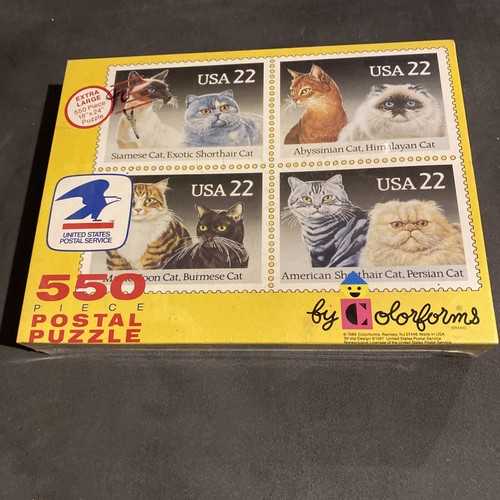 EXTRA
LARGE
550 Piece
18"x 24"
Puzzle
USA 22
Siamese Cat, Exotic Shorthair Cat
USA 22
Abyssinian Cat, Himalayan Cat
USA 22
Coon Cat, Burmese Cat
USA 22
American Shorthair Cat, Persian Cat
UNITED STATES
POSTAL SERVICE
550
PIECE
POSTAL
PUZZLE
by Colorforms